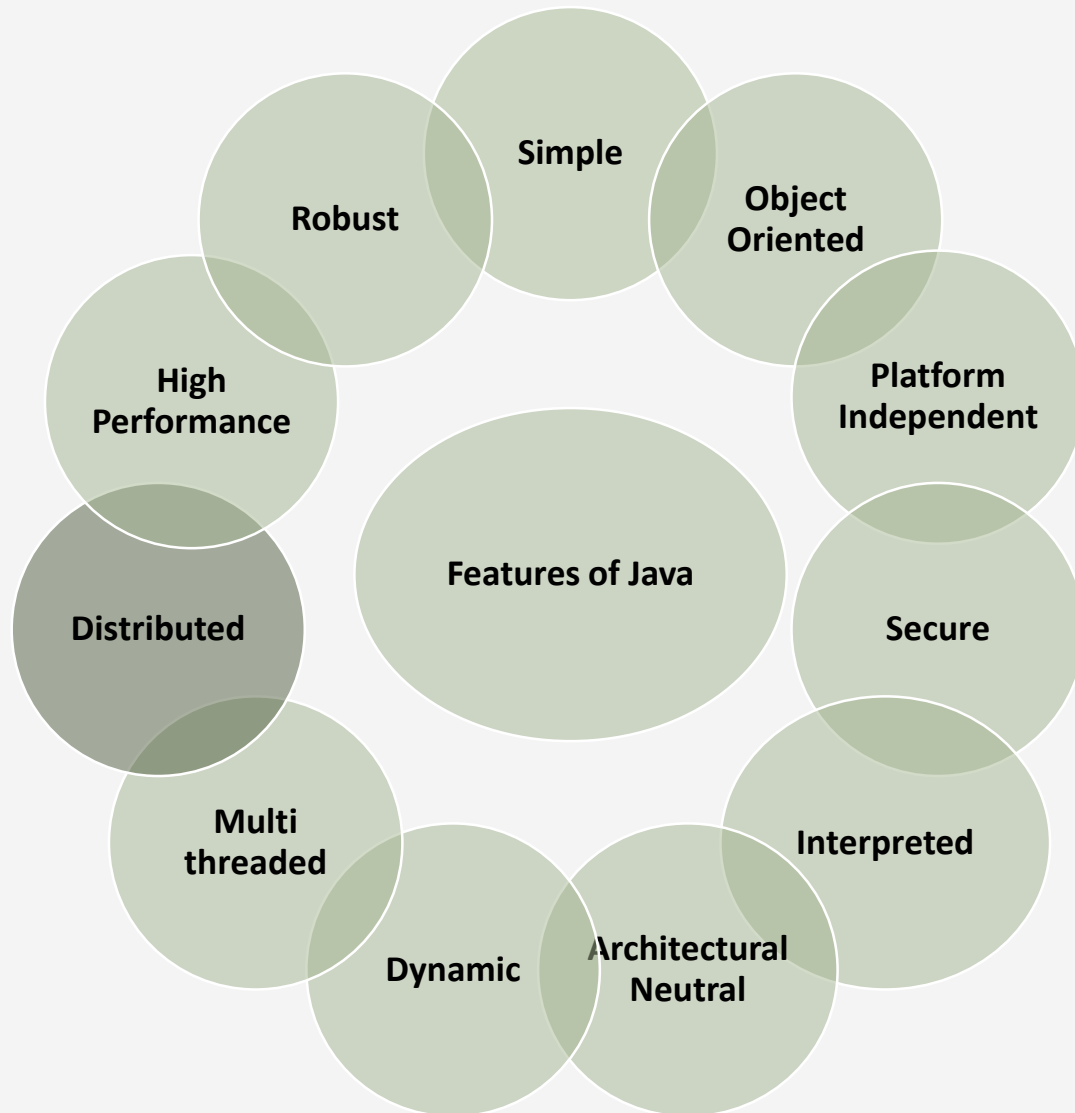 Simple
Object
Oriented
Platform
Independent
Secure
Interpreted
Architectural
Neutral
Dynamic
Multi
threaded
Distributed
High
Performance
Robust
Features of Java